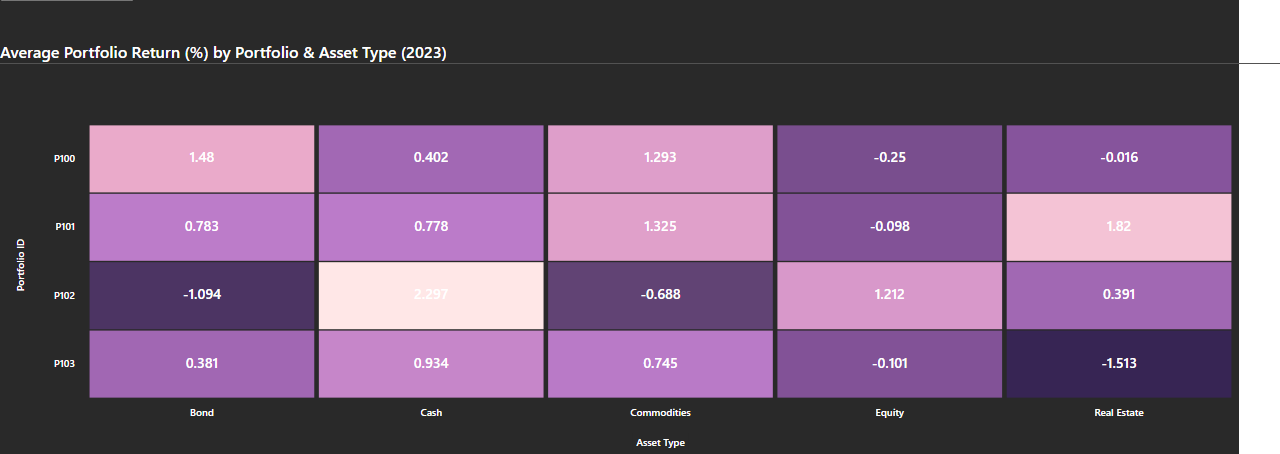 Average Portfolio Return (%) by Portfolio & Asset Type (2023)
Portfolio ID
P100 1.48 0.402 1.293 -0.25 -0.016
P101 0.783 0.778 1.325 -0.098 1.82
P102 -1.094 2.297 -0.688 1.212 0.391
P103 0.381 0.934 0.745 -0.101 -1.513
Bond Cash Commodities Equity Real Estate
Asset Type